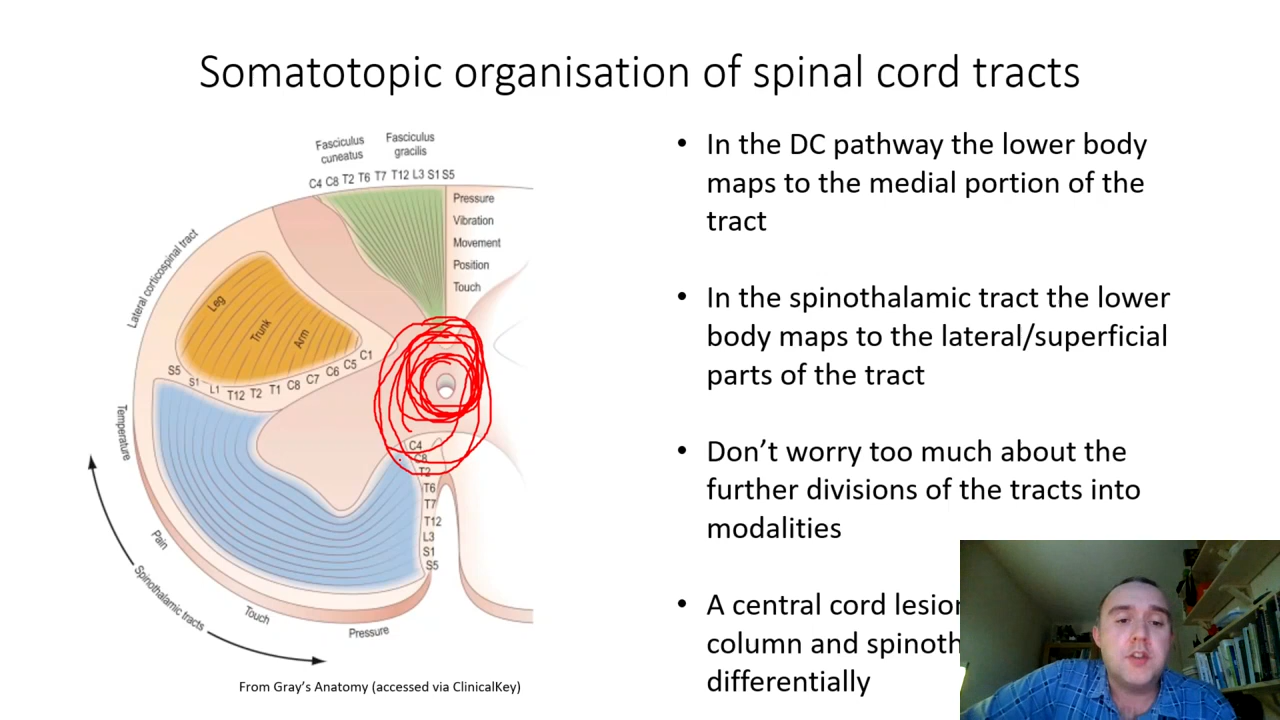 Somatotopic organisation of spinal cord tracts
Fasciculus
cuneatus
Fasciculus
gracilis
C4 C8 T2 T6 T7 T12 L3 S1 S5
Pressure
Vibration
Movement
Position
Touch
Lateral corticospinal tract
Leg
Trunk
Arm
S5 S1 L1 T12 T2 T1 C8 C7 C6 C5 C1
C4
C8
T2
T6
T7
T12
L3
S1
S5
Temperature
Pain
Spinothalamic tracts
Touch
Pressure
From Gray's Anatomy (accessed via ClinicalKey)
• In the DC pathway the lower body
maps to the medial portion of the
tract
• In the spinothalamic tract the lower
body maps to the lateral/superficial
parts of the tract
• Don't worry too much about the
further divisions of the tracts into
modalities
• A central cord
column and
differentially